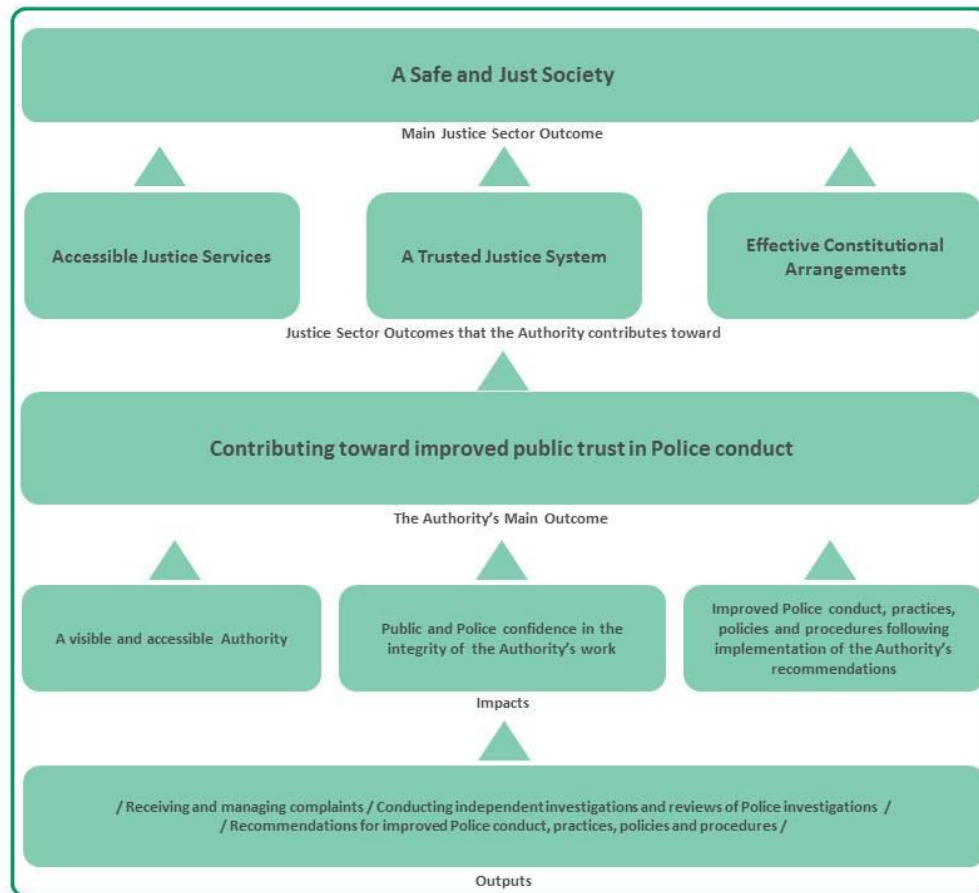 A Safe and Just Society
Main Justice Sector Outcome
Accessible Justice Services
A Trusted Justice System
Effective Constitutional
Arrangements
Justice Sector Outcomes that the Authority contributes toward
Contributing toward improved public trust in Police conduct
The Authority’s Main Outcome
A visible and accessible Authority
Public and Police confidence in the
integrity of the Authority’s work
Improved Police conduct, practices,
policies and procedures following
implementation of the Authority’s
recommendations
Impacts
/ Receiving and managing complaints / Conducting independent investigations and reviews of Police investigations /
/ Recommendations for improved Police conduct, practices, policies and procedures /
Outputs